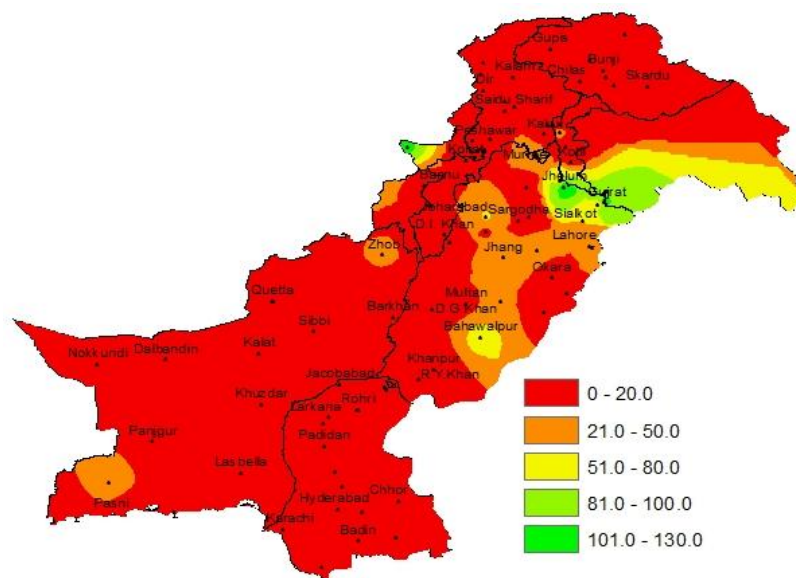 Gupis
Bunji
Kalam
Chilas
Skardu
Dir
Saidu Sharif
Peshawar
Kakul
Murree
Kotli
Bannu
Jhelum
Gujrat
Sargodha
Sialkot
D.I. Khan
Zhob
Jhang
Lahore
Okara
Quetta
Barkhan
Multan
D.G.Khan
Sibbi
Bahawalpur
Nokkundi
Dalbandin
Kalat
Khanpur
R.Y.Khan
Jacobabad
Khuzdar
Larkana
Rohri
Panjgur
Padidan
Lasbella
Pasni
Hyderabad
Chhor
Karachi
Badin
0 - 20.0
21.0 - 50.0
51.0 - 80.0
81.0 - 100.0
101.0 - 130.0